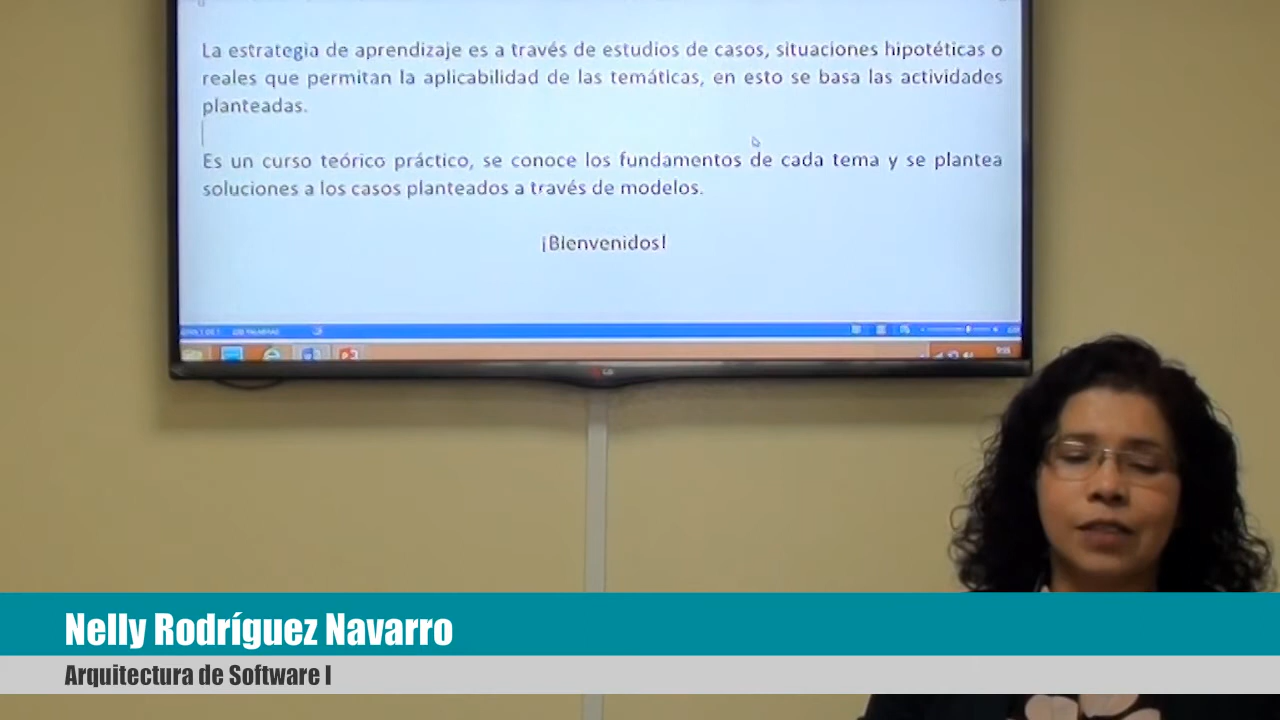 La estrategia de aprendizaje es a través de estudios de casos, situaciones hipotéticas o
reales que permitan la aplicabilidad de las temáticas, en esto se basa las actividades
planteadas.
Es un curso teórico práctico, se conoce los fundamentos de cada tema y se plantea
soluciones a los casos planteados a través de modelos.
¡Bienvenidos!
LG
Nelly Rodríguez Navarro
Arquitectura de Software I